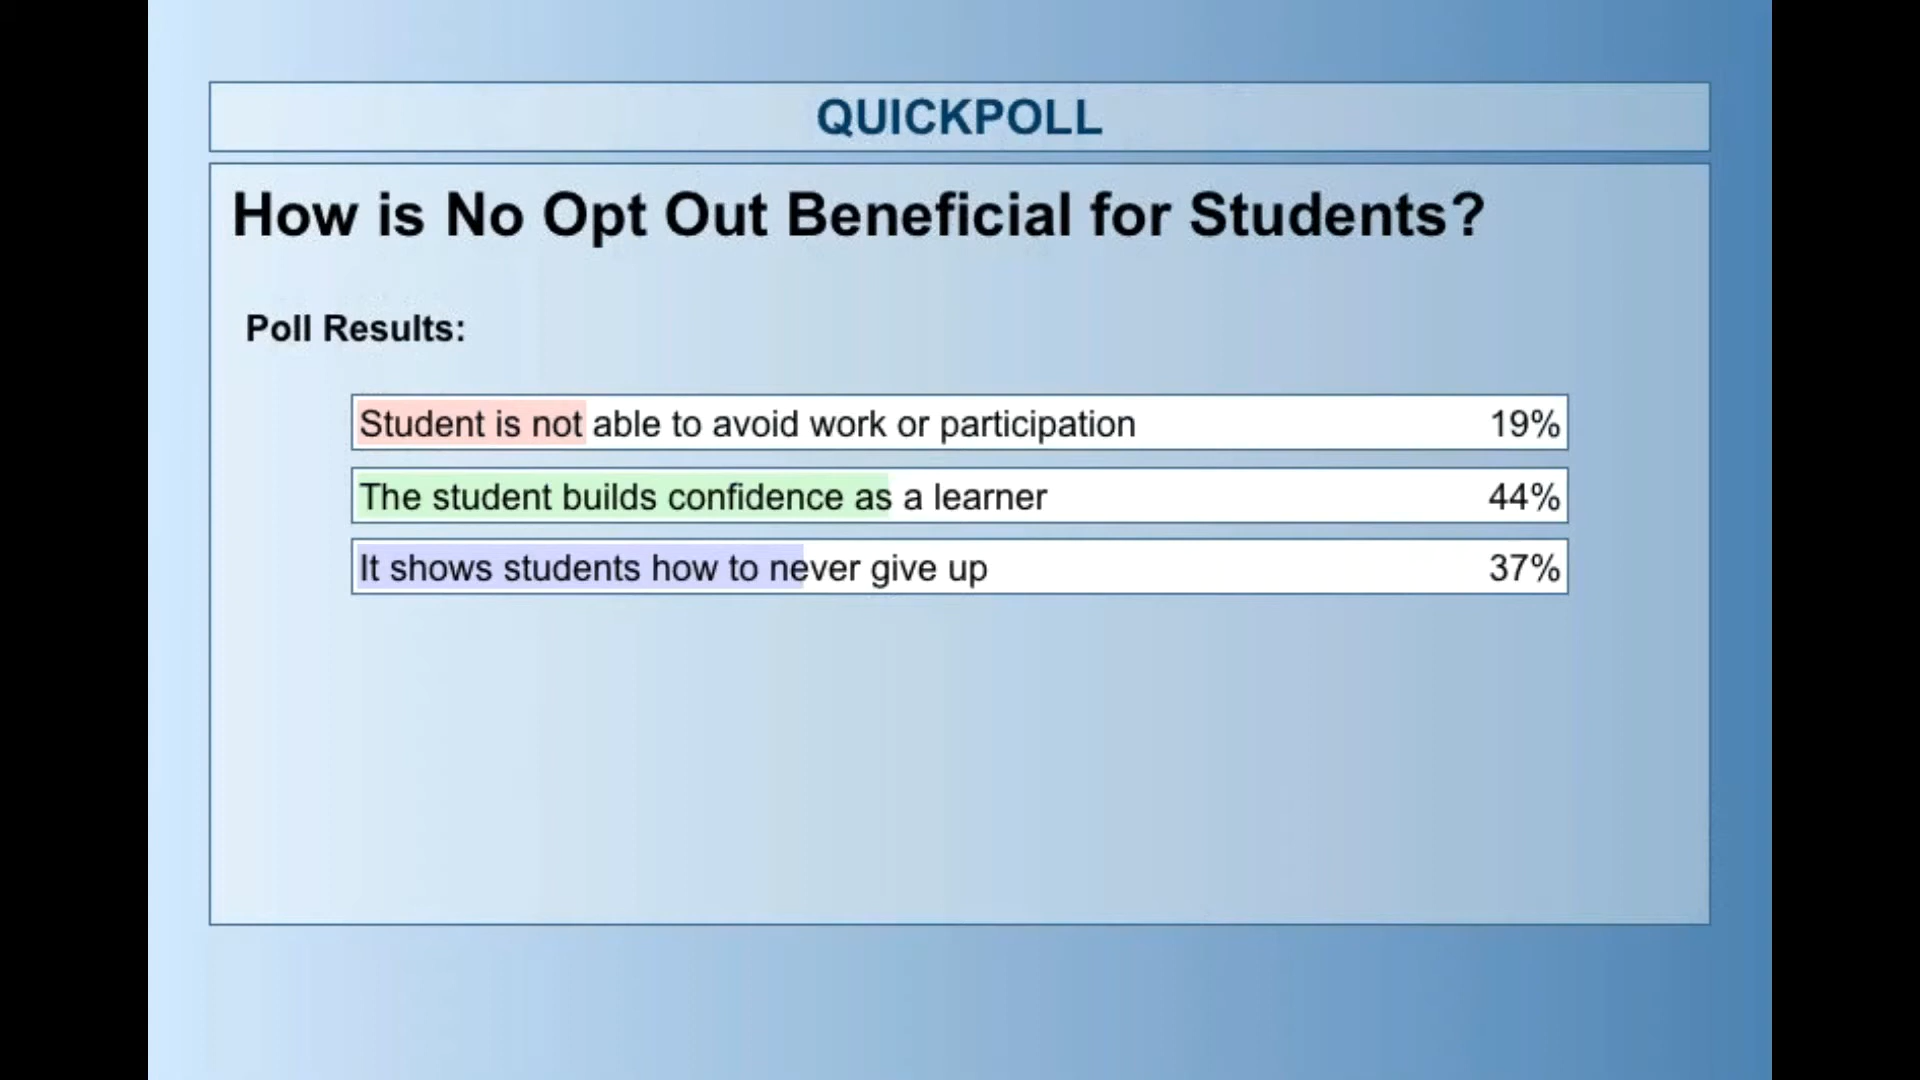 QUICKPOLL
How is No Opt Out Beneficial for Students?
Poll Results:
Student is not able to avoid work or participation 19%
The student builds confidence as a learner 44%
It shows students how to never give up 37%